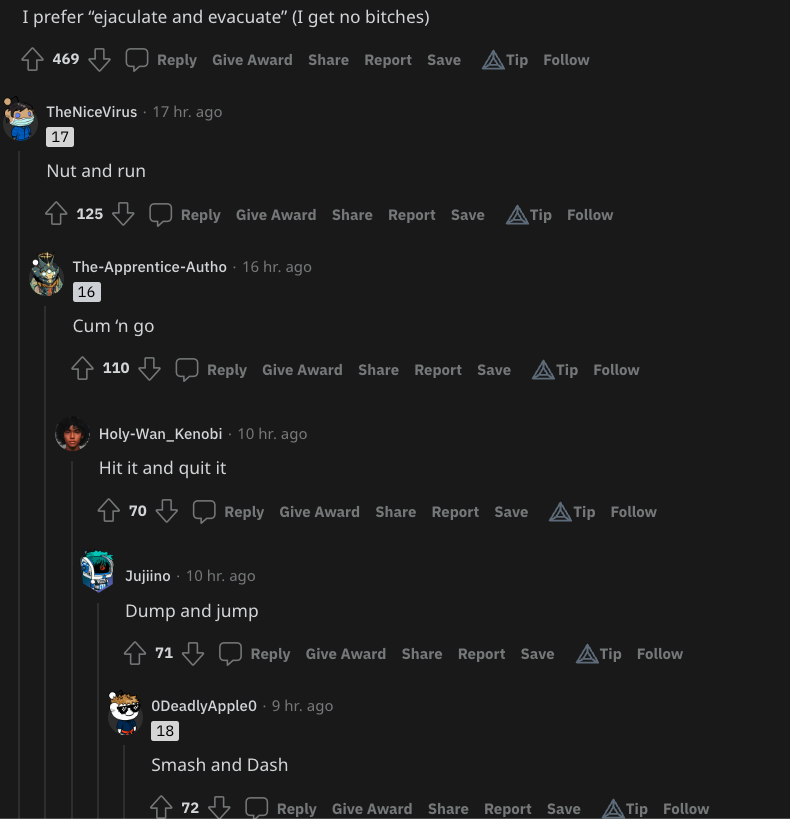 I prefer “ejaculate and evacuate” (I get no bitches)
469 Reply Give Award Share Report Save Tip Follow
TheNiceVirus · 17 hr. ago
17
Nut and run
125 Reply Give Award Share Report Save Tip Follow
The-Apprentice-Autho · 16 hr. ago
16
Cum ‘n go
110 Reply Give Award Share Report Save Tip Follow
Holy-Wan_Kenobi · 10 hr. ago
Hit it and quit it
70 Reply Give Award Share Report Save Tip Follow
Jujiino · 10 hr. ago
Dump and jump
71 Reply Give Award Share Report Save Tip Follow
0DeadlyApple0 · 9 hr. ago
18
Smash and Dash
72 Reply Give Award Share Report Save Tip Follow